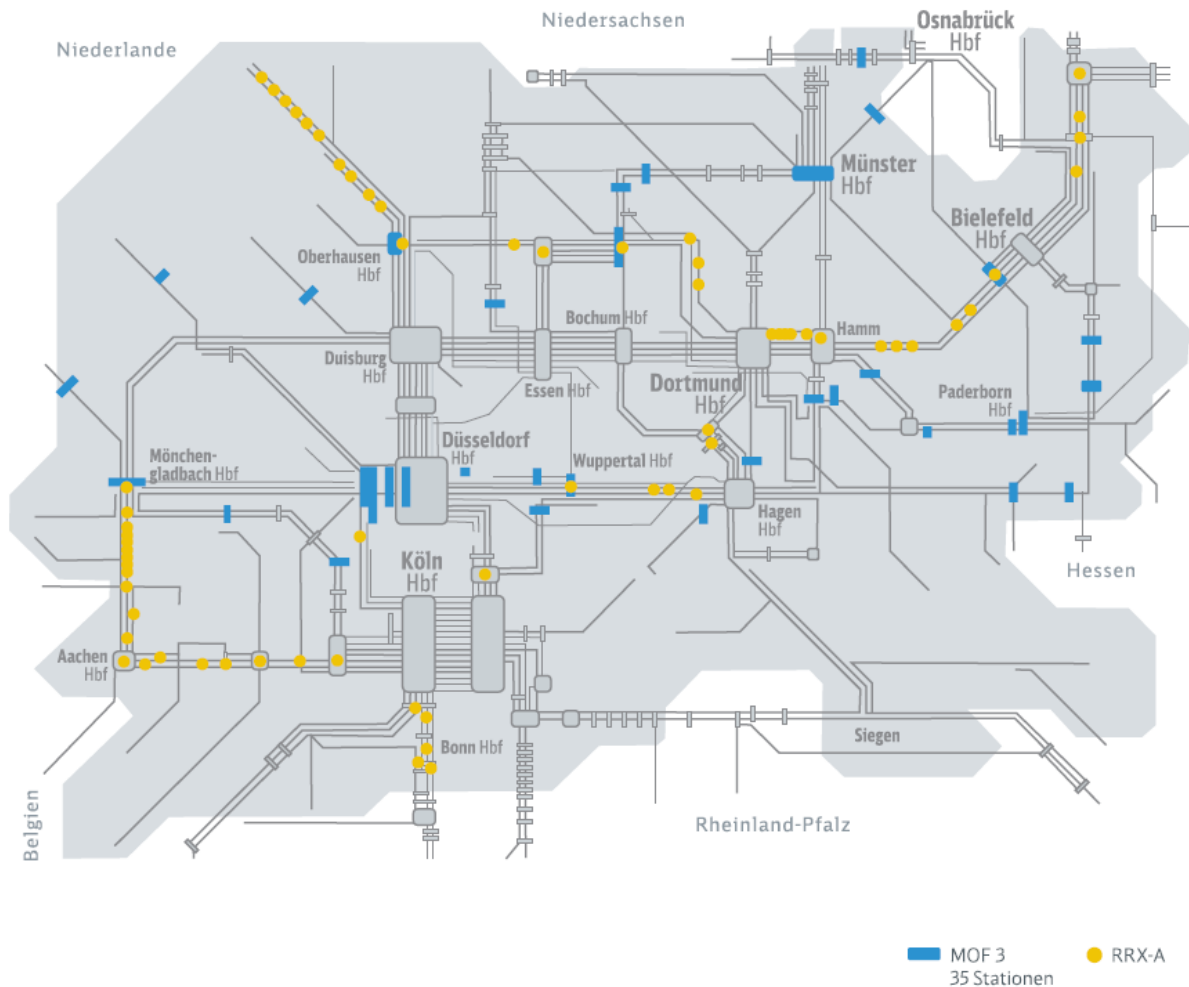 Niedersachsen
Osnabrück
Hbf
Niederlande
Münster
Hbf
Bielefeld
Hbf
Oberhausen
Hbf
Bochum Hbf
Hamm
Duisburg
Hbf
Essen Hbf
Dortmund
Hbf
Paderborn
Hbf
Düsseldorf
Hbf
Wuppertal Hbf
Mönchen-
gladbach Hbf
Hagen
Hbf
Köln
Hbf
Hessen
Aachen
Hbf
Bonn Hbf
Siegen
Belgien
Rheinland-Pfalz
MOF 3
35 Stationen
RRX-A